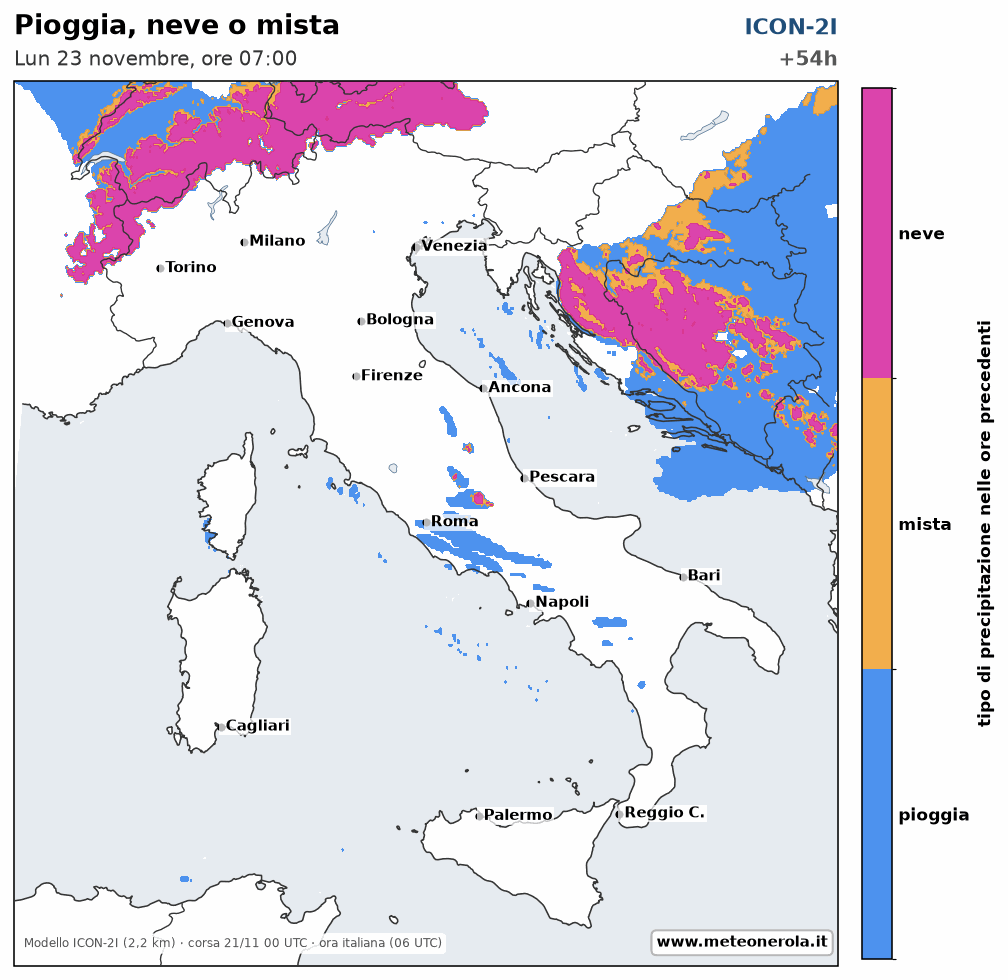 Pioggia, neve o mista
ICON-2I
Lun 23 novembre, ore 07:00
+54h
neve
mista
pioggia
tipo di precipitazione nelle ore precedenti
Milano
Venezia
Torino
Genova
Bologna
Firenze
Ancona
Pescara
Roma
Bari
Napoli
Cagliari
Palermo
Reggio C.
Modello ICON-2I (2,2 km) · corsa 21/11 00 UTC · ora italiana (06 UTC)
www.meteonerola.it